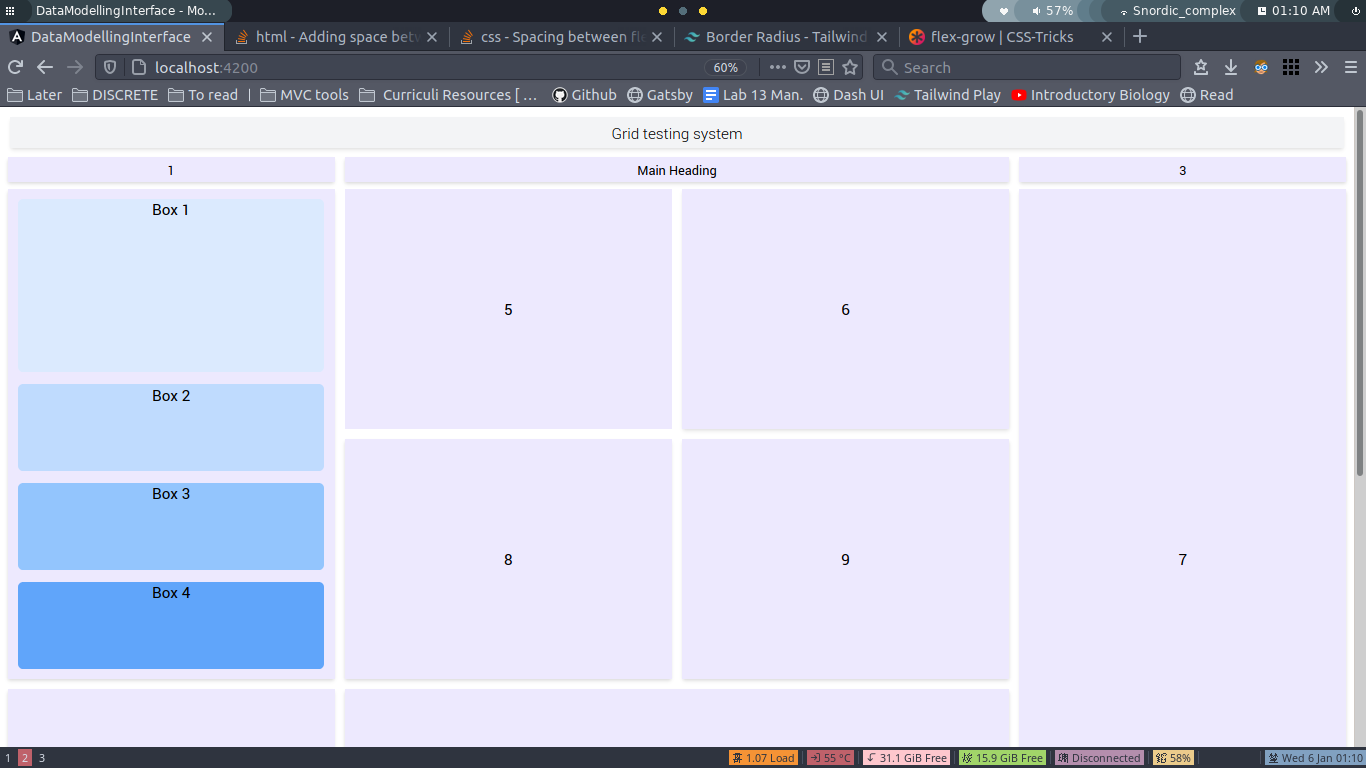 DataModellingInterface - Mo...
57%
Snordic_complex
01:10 AM
DataModellingInterface
html - Adding space bet
css - Spacing between fl
Border Radius - Tailwind
flex-grow | CSS-Tricks
localhost:4200
60%
Search
Later
DISCRETE
To read
|
MVC tools
Curriculi Resources [ ...
Github
Gatsby
Lab 13 Man.
Dash UI
Tailwind Play
Introductory Biology
Read
Grid testing system
1
Main Heading
3
Box 1
Box 2
Box 3
Box 4
5
6
8
9
7
1 2 3
1.07 Load
55 °C
31.1 GiB Free
15.9 GiB Free
Disconnected
58%
Wed 6 Jan 01:10